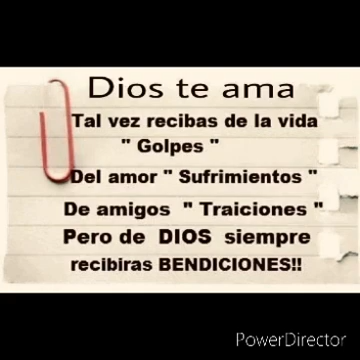 Dios te ama
Tal vez recibas de la vida
" Golpes "
Del amor " Sufrimientos "
De amigos " Traiciones "
Pero de DIOS siempre
recibiras BENDICIONES!!
PowerDirector